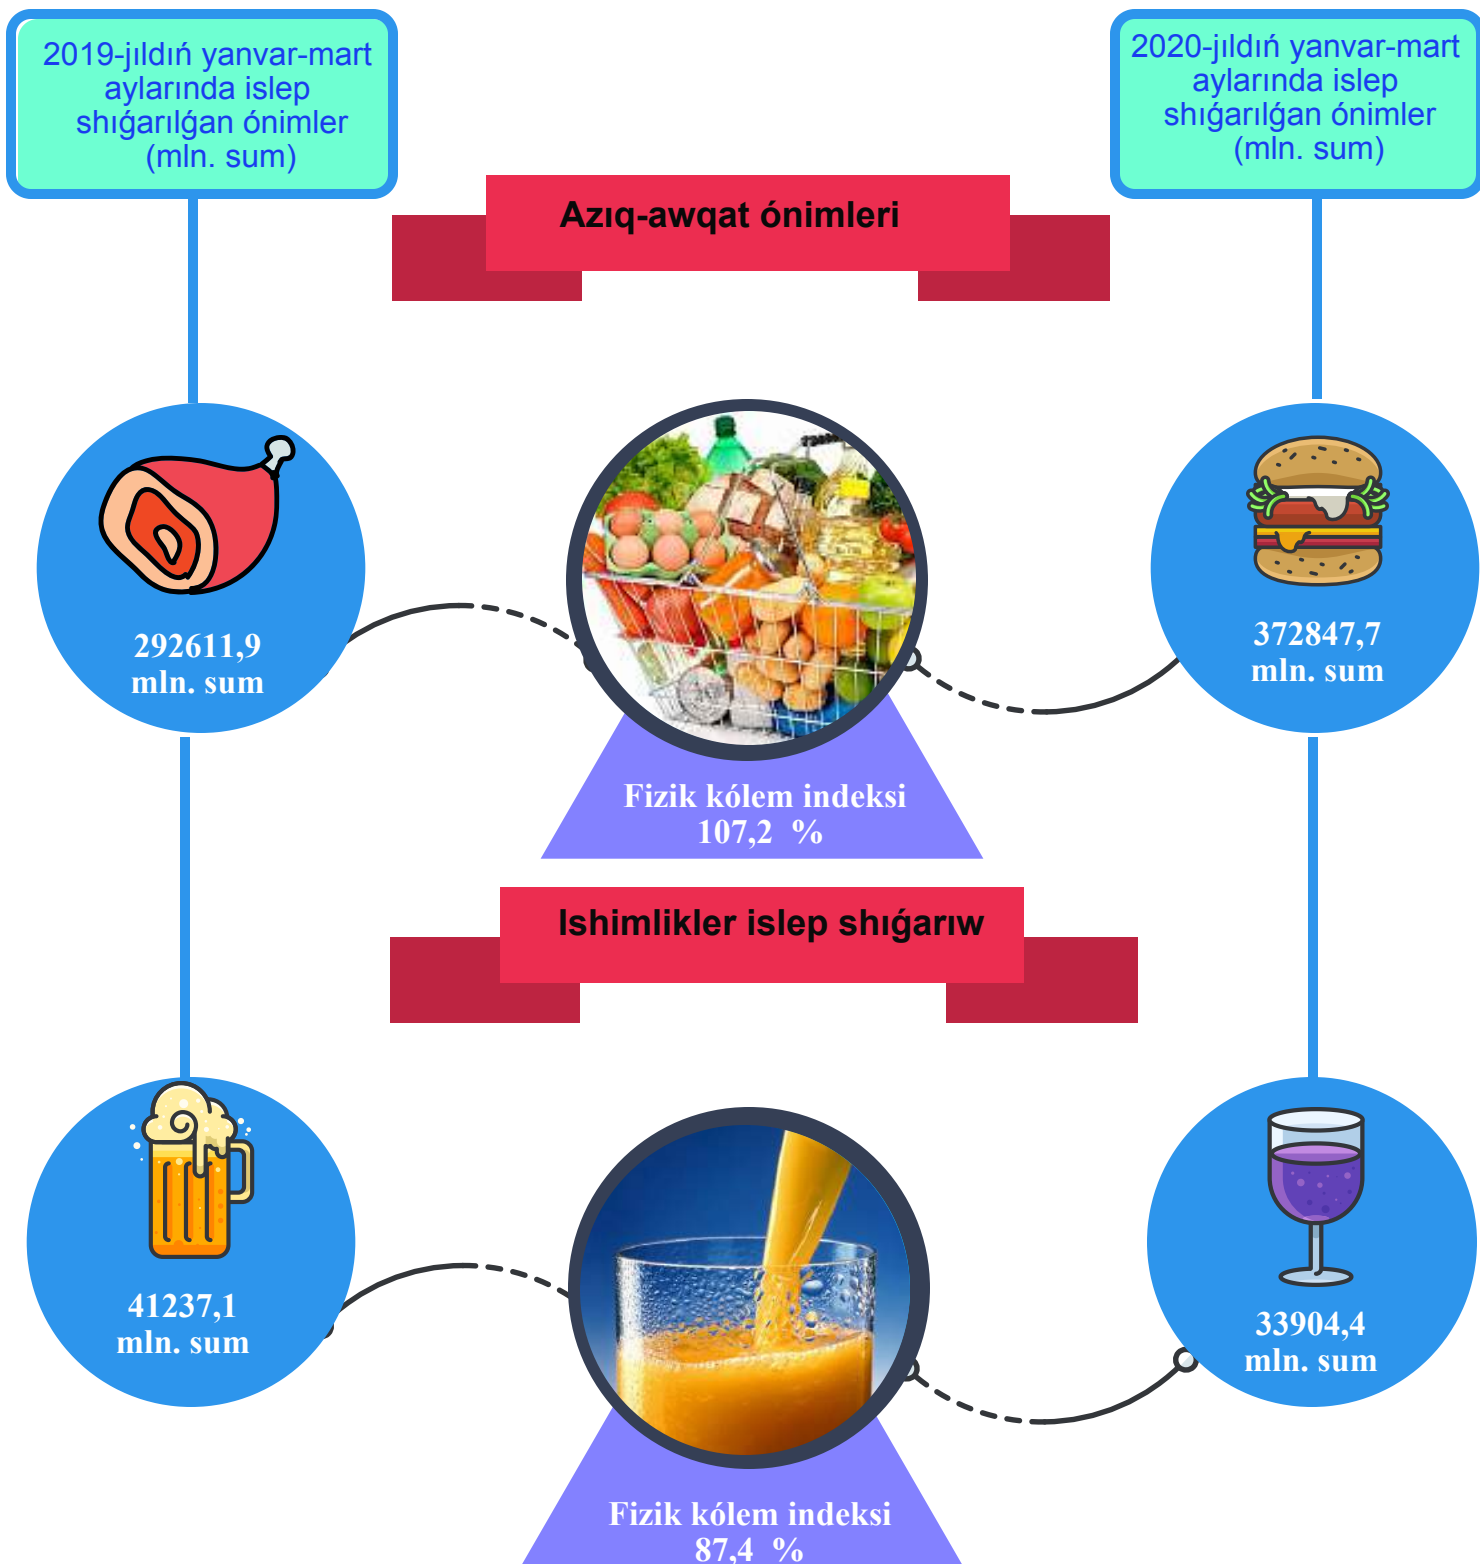 2019-jıldıń yanvar-mart
aylarında islep
shıǵarılǵan ónimler
(mln. sum)
2020-jıldıń yanvar-mart
aylarında islep
shıǵarılǵan ónimler
(mln. sum)
Azıq-awqat ónimleri
292611,9
mln. sum
372847,7
mln. sum
Fizik kólem indeksi
107,2 %
Ishimlikler islep shıǵarıw
41237,1
mln. sum
33904,4
mln. sum
Fizik kólem indeksi
87,4 %